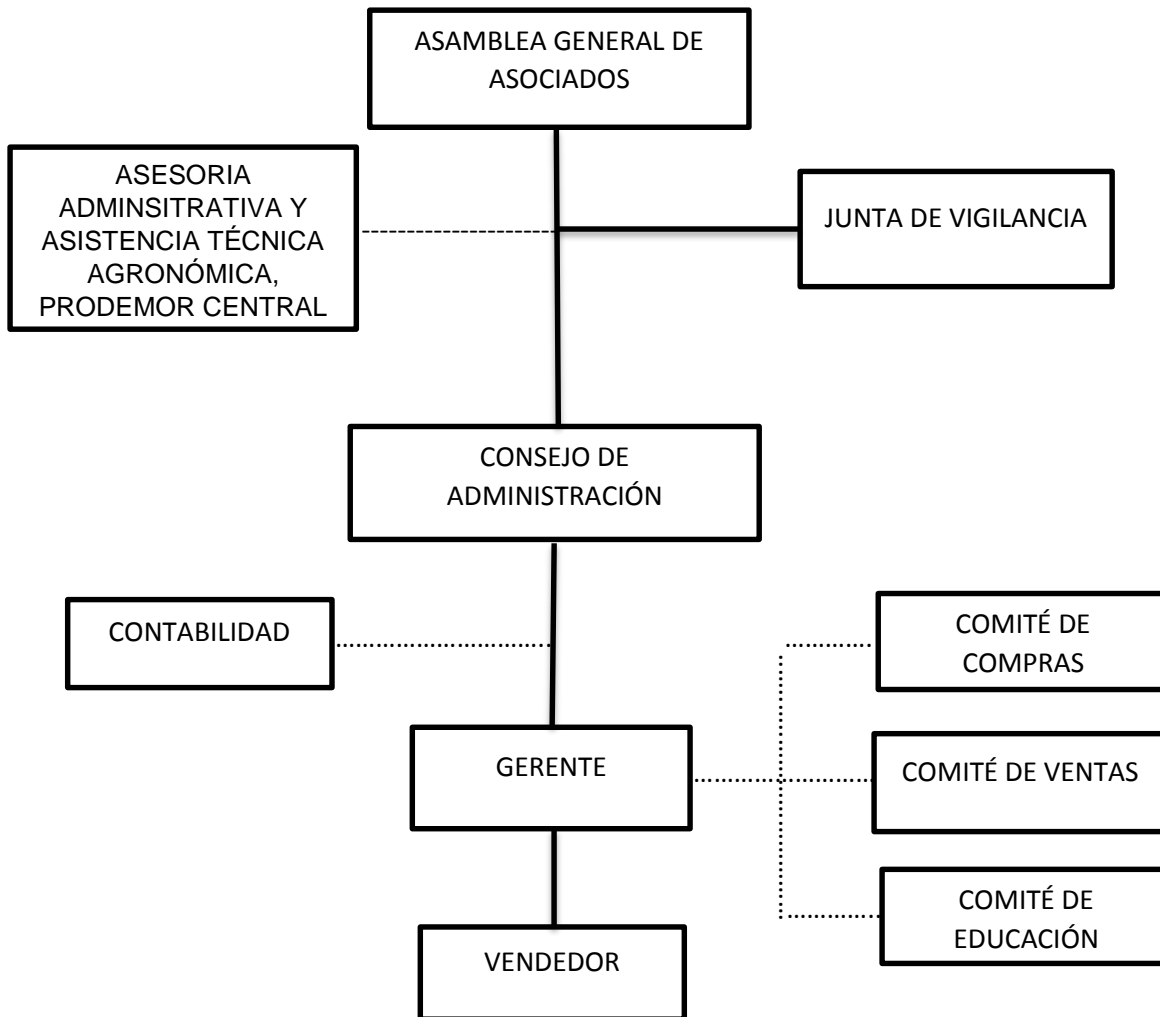 ASAMBLEA GENERAL DE
ASOCIADOS
ASESORIA
ADMINSITRATIVA Y
ASISTENCIA TÉCNICA
AGRONÓMICA,
PRODEMOR CENTRAL
JUNTA DE VIGILANCIA
CONSEJO DE
ADMINISTRACIÓN
CONTABILIDAD
COMITÉ DE
COMPRAS
GERENTE
COMITÉ DE VENTAS
COMITÉ DE
EDUCACIÓN
VENDEDOR